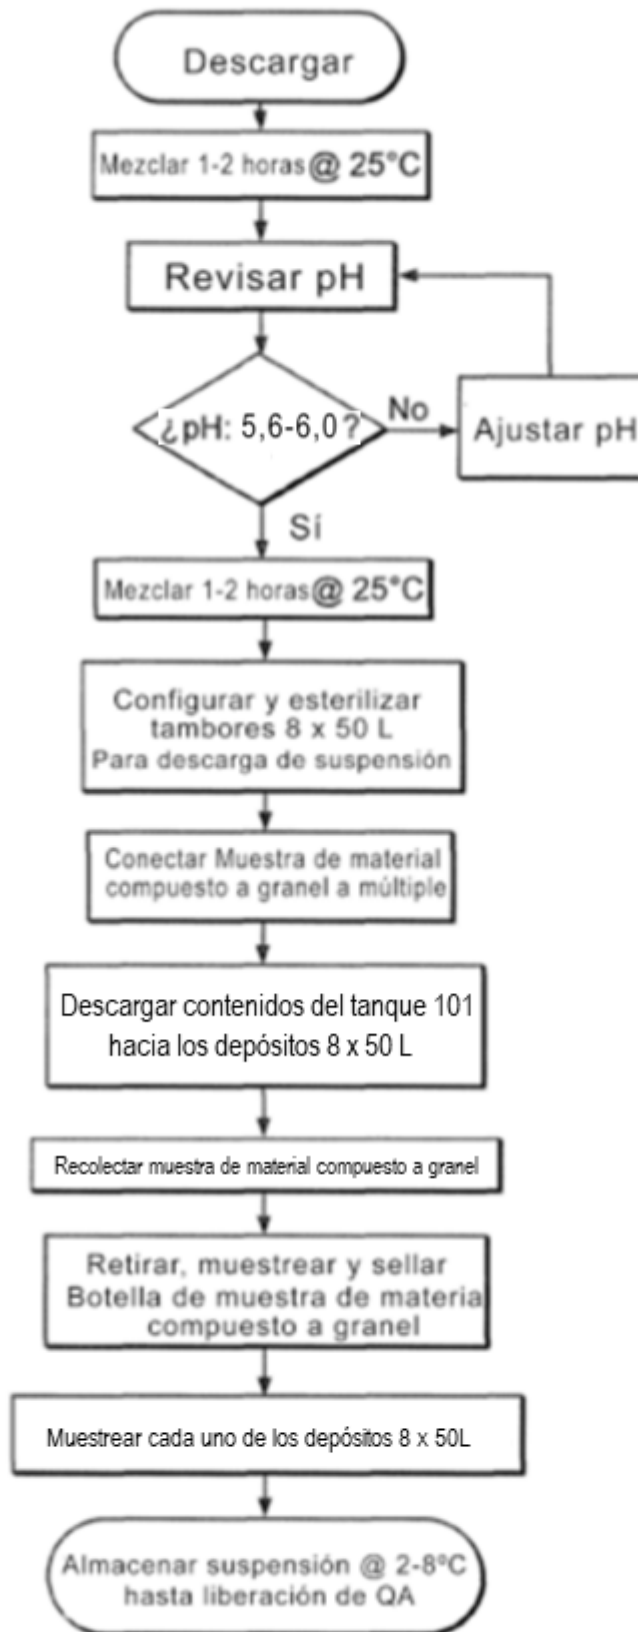 Descargar
Mezclar 1-2 horas @ 25°C
Revisar pH
¿pH: 5,6-6,0?
No
Ajustar pH
Sí
Mezclar 1-2 horas @ 25°C
Configurar y esterilizar
tambores 8 x 50 L
Para descarga de suspensión
Conectar Muestra de material
compuesto a granel a múltiple
Descargar contenidos del tanque 101
hacia los depósitos 8 x 50 L
Recolectar muestra de material compuesto a granel
Retirar, muestrear y sellar
Botella de muestra de materia
compuesto a granel
Muestrear cada uno de los depósitos 8 x 50L
Almacenar suspensión @ 2-8ºC
hasta liberación de QA